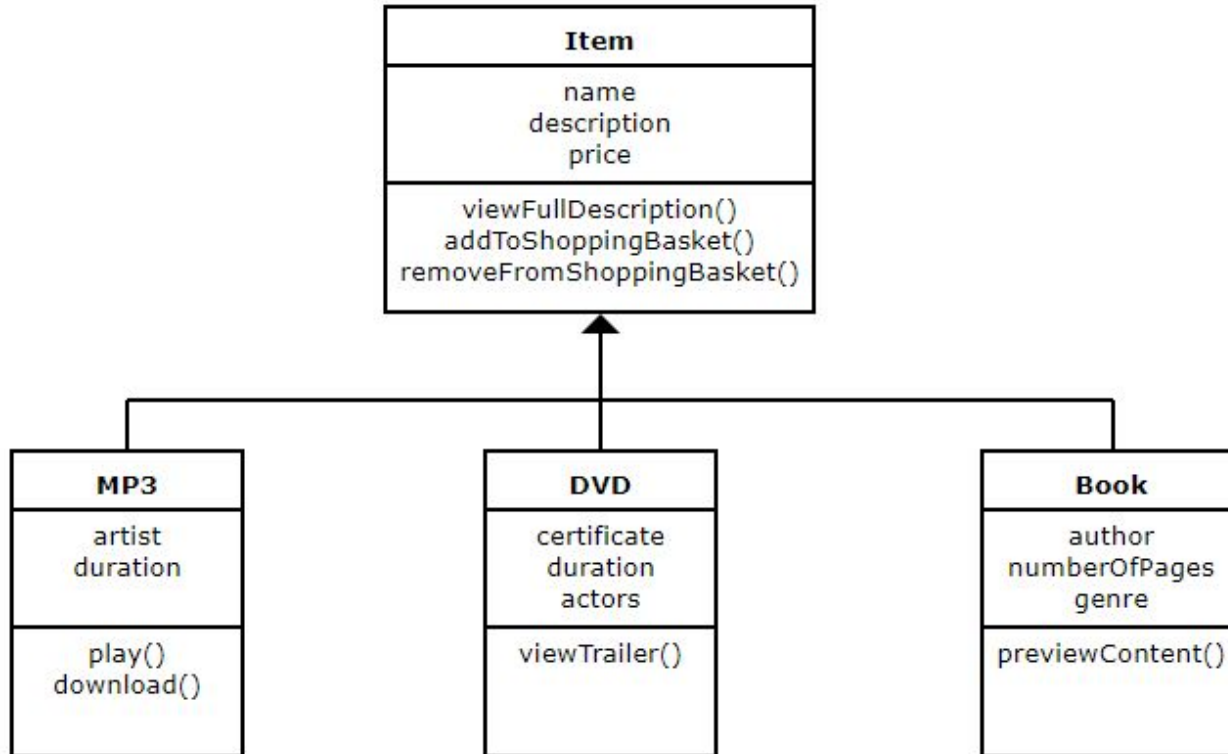 Item
name
description
price
viewFullDescription()
addToShoppingBasket()
removeFromShoppingBasket()
MP3
artist
duration
play()
download()
DVD
certificate
duration
actors
viewTrailer()
Book
author
numberOfPages
genre
previewContent()